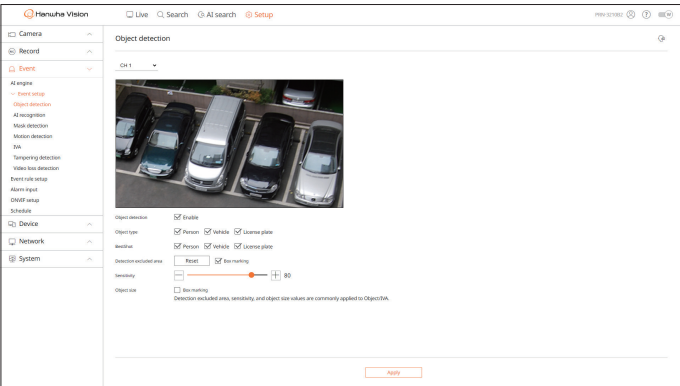 Hanwha Vision
Live Search AI search Setup
PRN-3210B2
Camera
Record
Event
AI engine
Event setup
Object detection
AI recognition
Mask detection
Motion detection
IVA
Tampering detection
Video loss detection
Event rule setup
Alarm input
ONVIF setup
Schedule
Device
Network
System
Object detection
CH 1
Object detection Enable
Object type Person Vehicle License plate
BestShot Person Vehicle License plate
Detection excluded area Reset Box marking
Sensitivity 80
Object size Box marking
Detection excluded area, sensitivity, and object size values are commonly applied to Object/IVA.
Apply